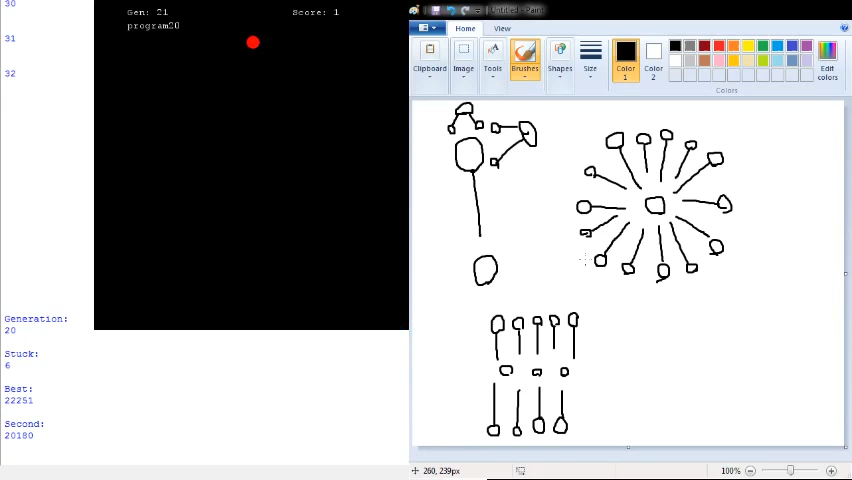 30
31
32
Gen: 21
Score: 1
program20
Generation:
20
Stuck:
6
Best:
22251
Second:
20180
Untitled - Paint
Home
View
Clipboard
Image
Tools
Brushes
Shapes
Size
Color
1
Color
2
Edit
colors
Colors
260, 239px
100%